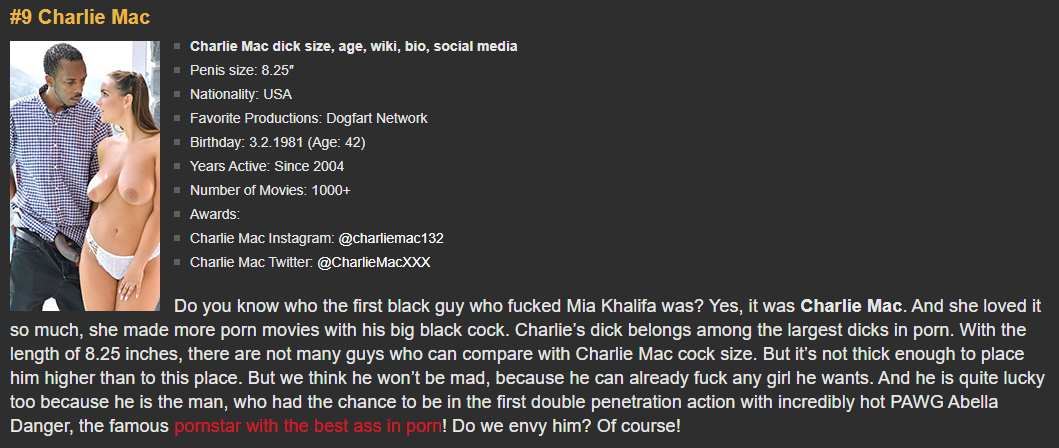 #9 Charlie Mac
Charlie Mac dick size, age, wiki, bio, social media
Penis size: 8.25″
Nationality: USA
Favorite Productions: Dogfart Network
Birthday: 3.2.1981 (Age: 42)
Years Active: Since 2004
Number of Movies: 1000+
Awards:
Charlie Mac Instagram: @charliemac132
Charlie Mac Twitter: @CharlieMacXXX
Do you know who the first black guy who fucked Mia Khalifa was? Yes, it was Charlie Mac. And she loved it
so much, she made more porn movies with his big black cock. Charlie’s dick belongs among the largest dicks in porn. With the
length of 8.25 inches, there are not many guys who can compare with Charlie Mac cock size. But it’s not thick enough to place
him higher than to this place. But we think he won’t be mad, because he can already fuck any girl he wants. And he is quite lucky
too because he is the man, who had the chance to be in the first double penetration action with incredibly hot PAWG Abella
Danger, the famous pornstar with the best ass in porn! Do we envy him? Of course!